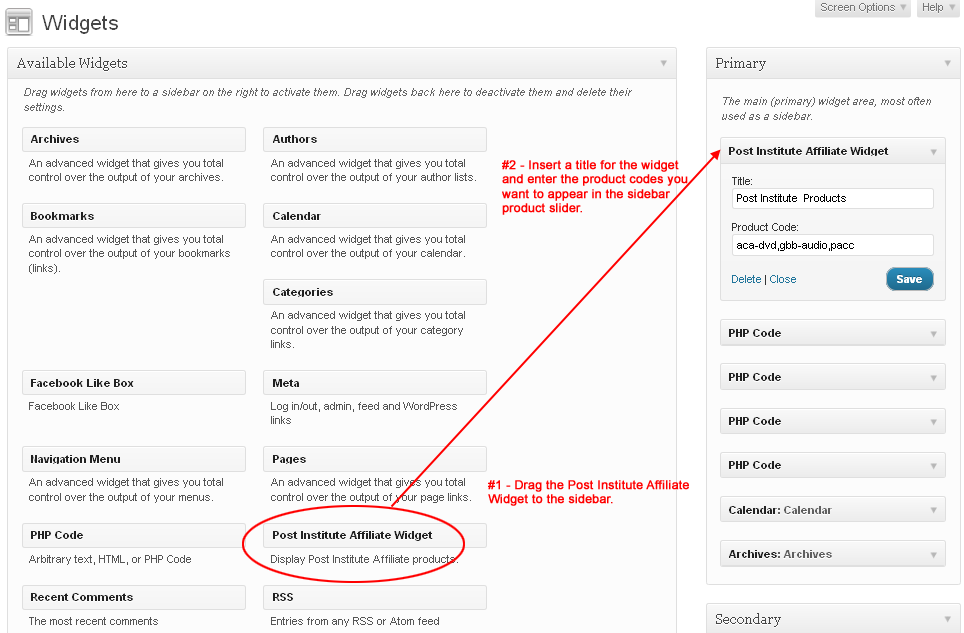 Screen Options
Help
Widgets
Available Widgets
Drag widgets from here to a sidebar on the right to activate them. Drag widgets back here to deactivate them and delete their
settings.
Archives
An advanced widget that gives you total
control over the output of your archives.
Authors
An advanced widget that gives you total
control over the output of your author lists.
Bookmarks
An advanced widget that gives you total
control over the output of your bookmarks
(links).
Calendar
An advanced widget that gives you total
control over the output of your calendar.
Categories
An advanced widget that gives you total
control over the output of your category
links.
Facebook Like Box
Facebook Like Box
Meta
Log in/out, admin, feed and WordPress
links
Navigation Menu
An advanced widget that gives you total
control over the output of your menus.
Pages
An advanced widget that gives you total
control over the output of your page links.
PHP Code
Arbitrary text, HTML, or PHP Code
Post Institute Affiliate Widget
Display Post Institute Affiliate products.
Recent Comments
The most recent comments
RSS
Entries from any RSS or Atom feed
#2 - Insert a title for the widget
and enter the product codes you
want to appear in the sidebar
product slider.
#1 - Drag the Post Institute Affiliate
Widget to the sidebar.
Primary
The main (primary) widget area, most often
used as a sidebar.
Post Institute Affiliate Widget
Title:
Post Institute  Products
Product Code:
aca-dvd,gbb-audio,pacc
Delete | Close
Save
PHP Code
PHP Code
PHP Code
PHP Code
Calendar: Calendar
Archives: Archives
Secondary